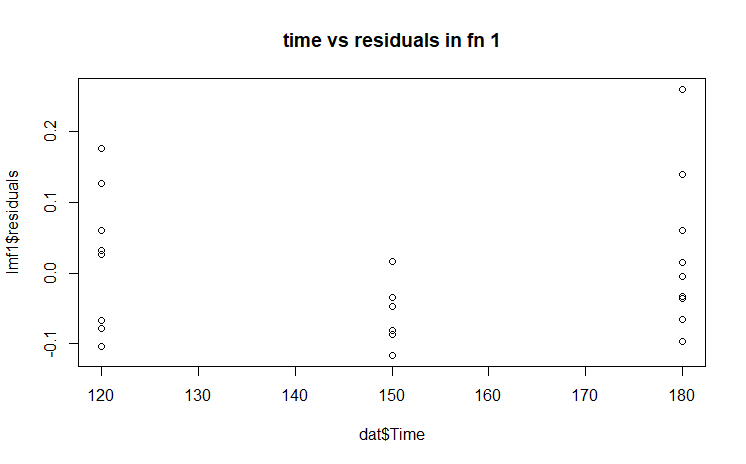 time vs residuals in fn 1
lmf1$residuals
0.2
0.1
0.0
-0.1
120 130 140 150 160 170 180
dat$Time